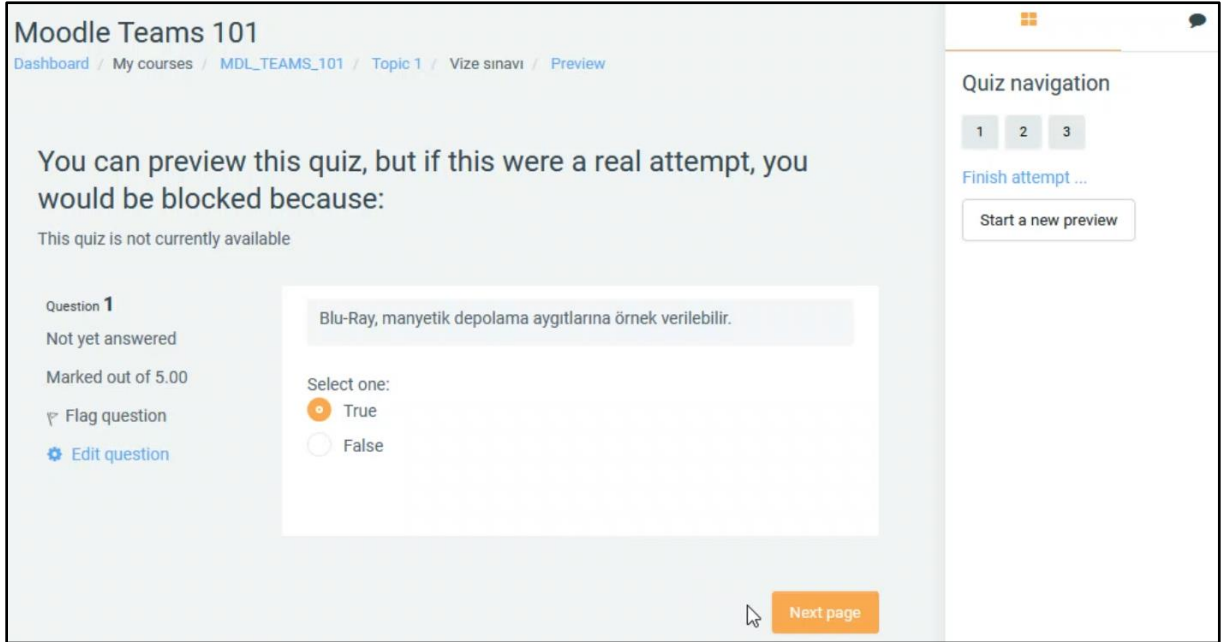 Moodle Teams 101
Dashboard / My courses / MDL_TEAMS_101 / Topic 1 / Vize sınavı / Preview
You can preview this quiz, but if this were a real attempt, you
would be blocked because:
This quiz is not currently available
Question 1
Not yet answered
Marked out of 5.00
Flag question
Edit question
Blu-Ray, manyetik depolama aygıtlarına örnek verilebilir.
Select one:
True
False
Next page
Quiz navigation
1 2 3
Finish attempt ...
Start a new preview